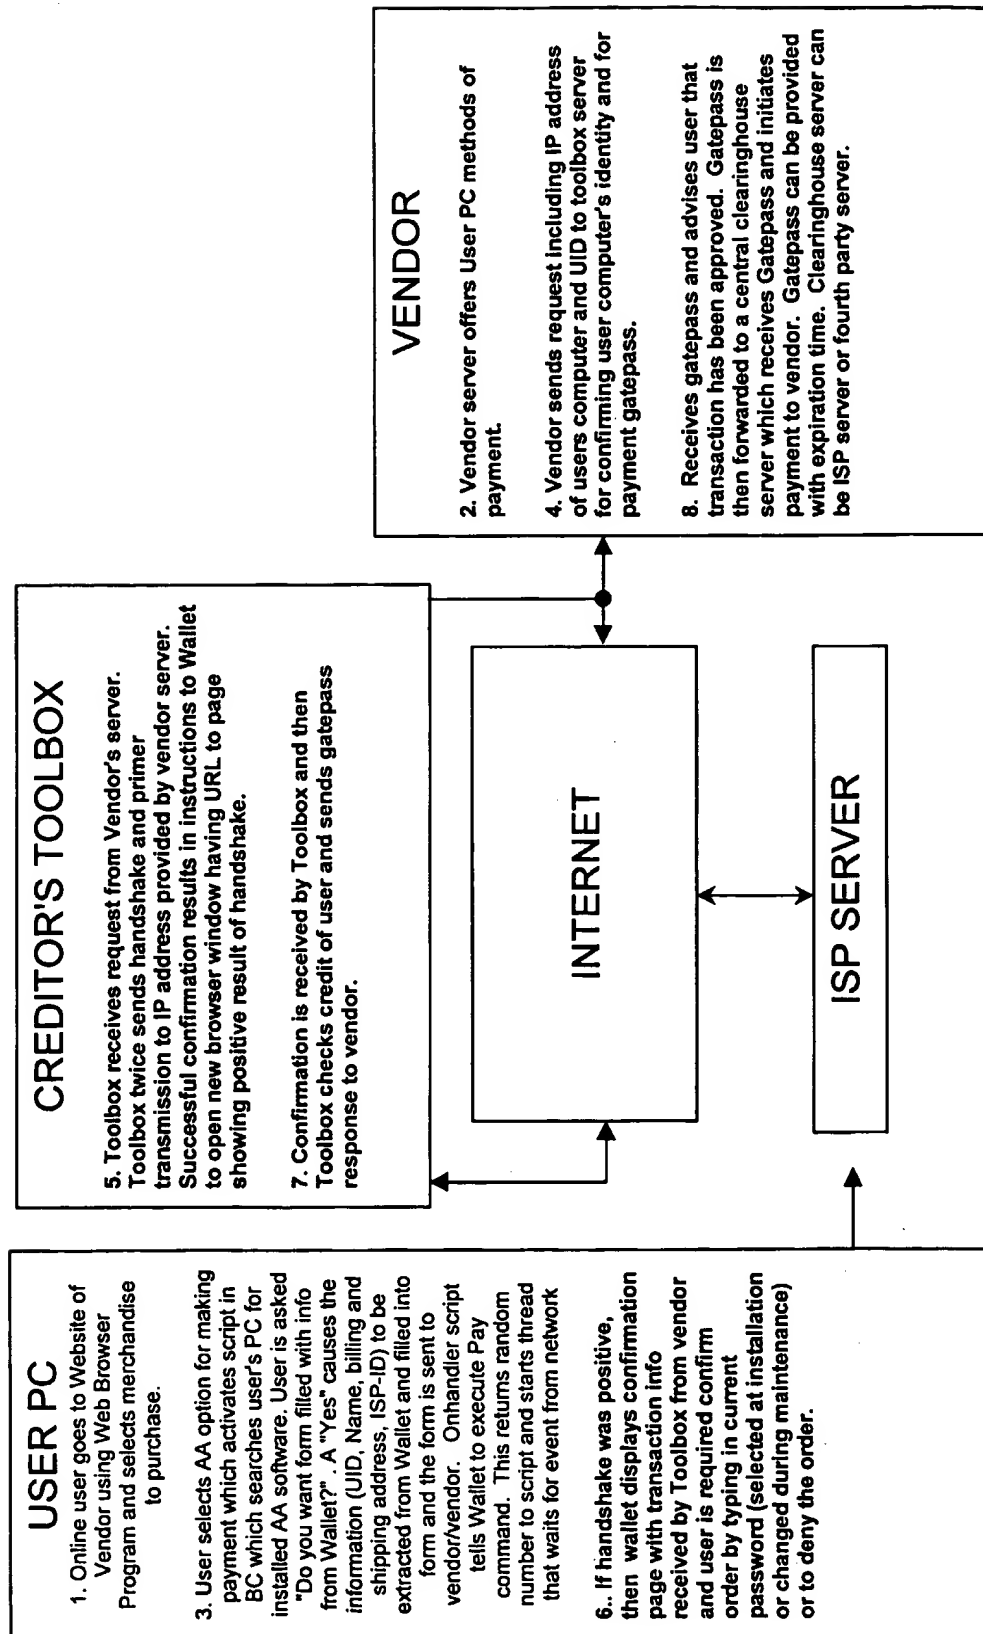 USER PC
1. Online user goes to Website of
Vendor using Web Browser
Program and selects merchandise
to purchase.
3. User selects AA option for making
payment which activates script in
BC which searches user's PC for
installed AA software. User is asked
"Do you want form filled with info
from Wallet?". A "Yes" causes the
information (UID, Name, billing and
shipping address, ISP-ID) to be
extracted from Wallet and filled into
form and the form is sent to
vendor/vendor. Onhandler script
tells Wallet to execute Pay
command. This returns random
number to script and starts thread
that waits for event from network
6.. If handshake was positive,
then wallet displays confirmation
page with transaction info
received by Toolbox from vendor
and user is required confirm
order by typing in current
password (selected at installation
or changed during maintenance)
or to deny the order.
CREDITOR'S TOOLBOX
5. Toolbox receives request from Vendor's server.
Toolbox twice sends handshake and primer
transmission to IP address provided by vendor server.
Successful confirmation results in instructions to Wallet
to open new browser window having URL to page
showing positive result of handshake.
7. Confirmation is received by Toolbox and then
Toolbox checks credit of user and sends gatepass
response to vendor.
INTERNET
ISP SERVER
VENDOR
2. Vendor server offers User PC methods of
payment.
4. Vendor sends request including IP address
of users computer and UID to toolbox server
for confirming user computer's identity and for
payment gatepass.
8. Receives gatepass and advises user that
transaction has been approved. Gatepass is
then forwarded to a central clearinghouse
server which receives Gatepass and initiates
payment to vendor. Gatepass can be provided
with expiration time. Clearinghouse server can
be ISP server or fourth party server.